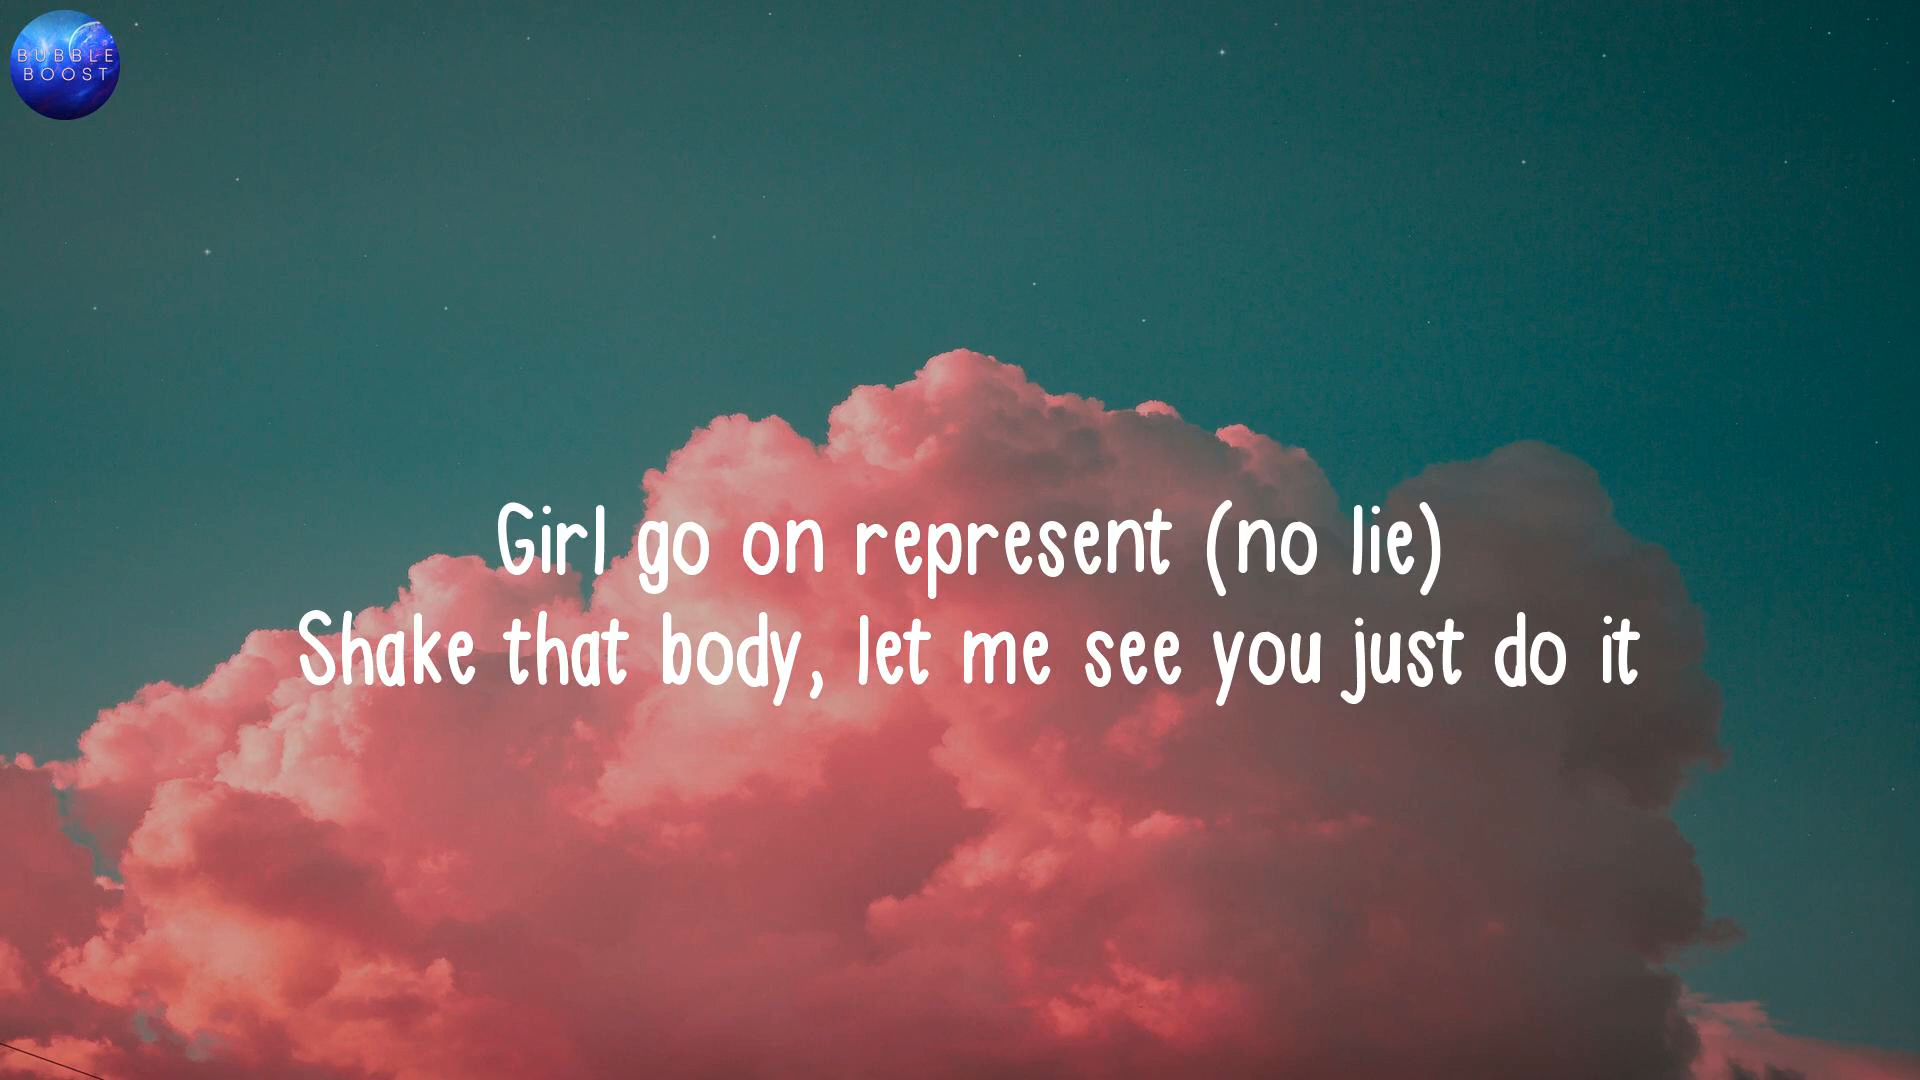 BUBBLE
BOOST
Girl go on represent (no lie)
Shake that body, let me see you just do it